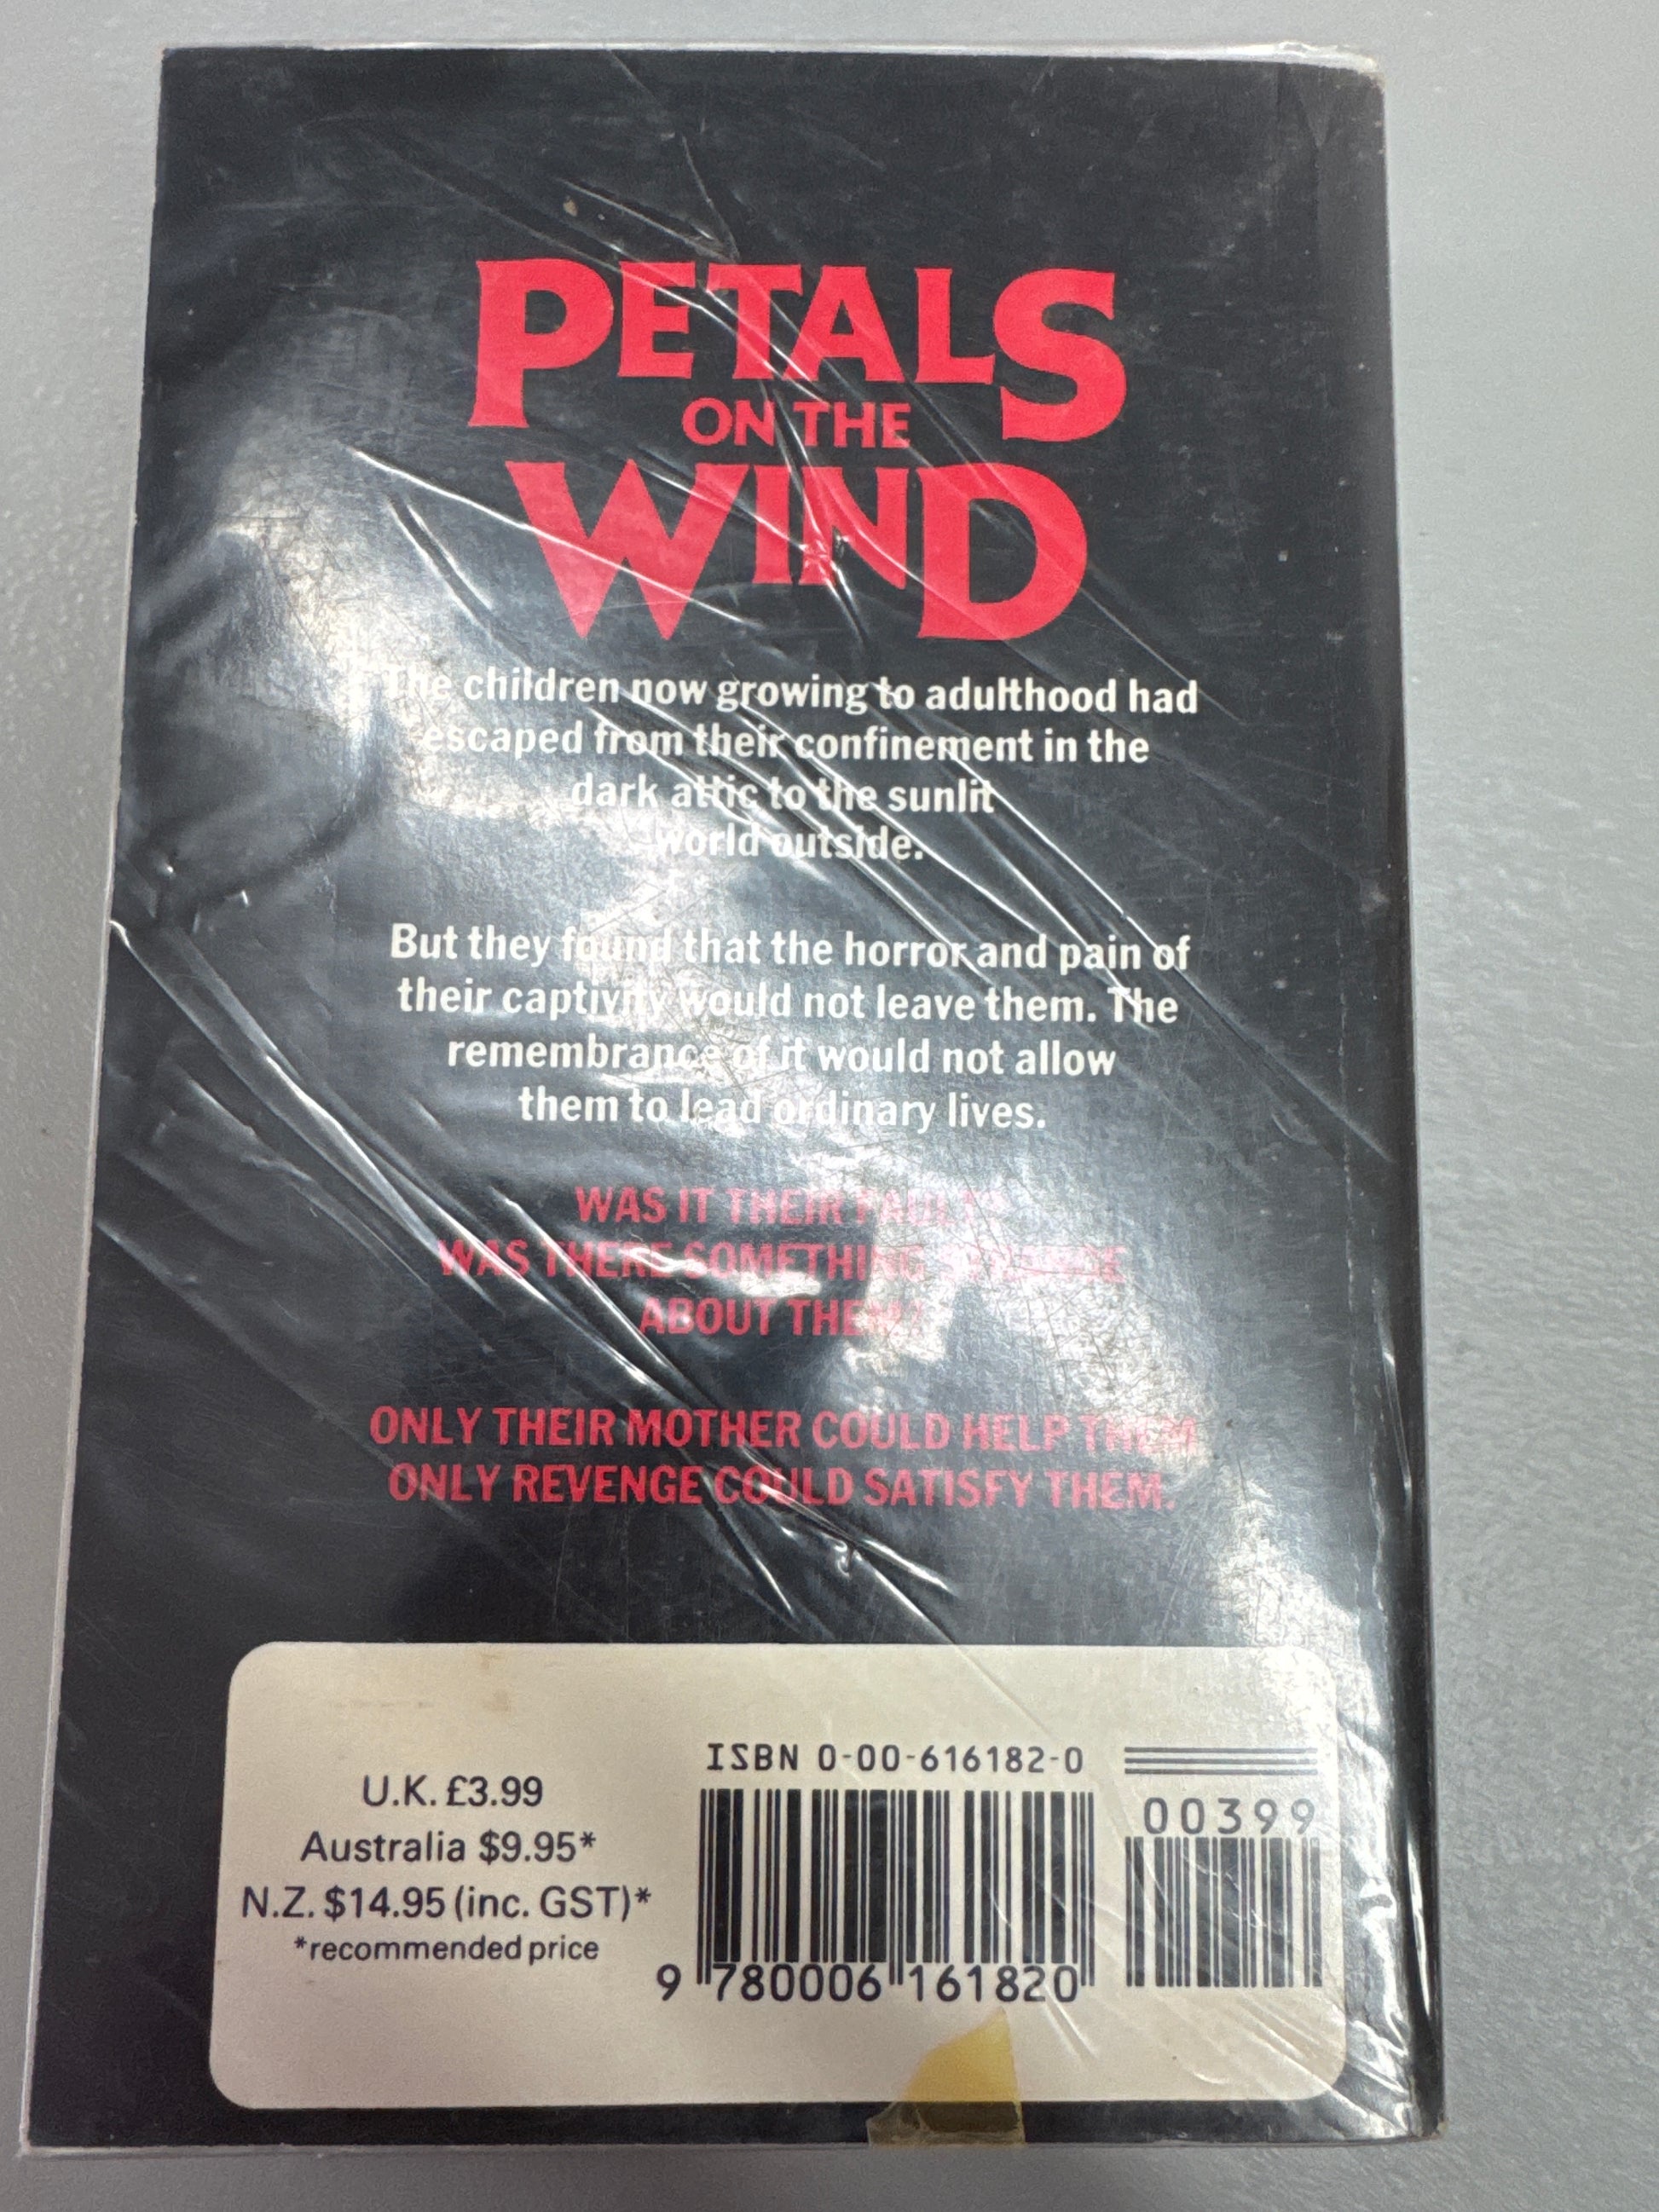 PETALS
ON THE
WIND
The children now growing to adulthood had
escaped from their confinement in the
dark attic to the sunlit
world outside.
But they found that the horror and pain of
their captivity would not leave them. The
remembrance of it would not allow
them to lead ordinary lives.
WAS IT THEIR FAULT?
WAS THERE SOMETHING STRANGE
ABOUT THEM?
ONLY THEIR MOTHER COULD HELP THEM
ONLY REVENGE COULD SATISFY THEM.
U.K. £3.99
Australia $9.95*
N.Z. $14.95 (inc. GST)*
*recommended price
ISBN 0-00-616182-0
00399
9 780006 161820